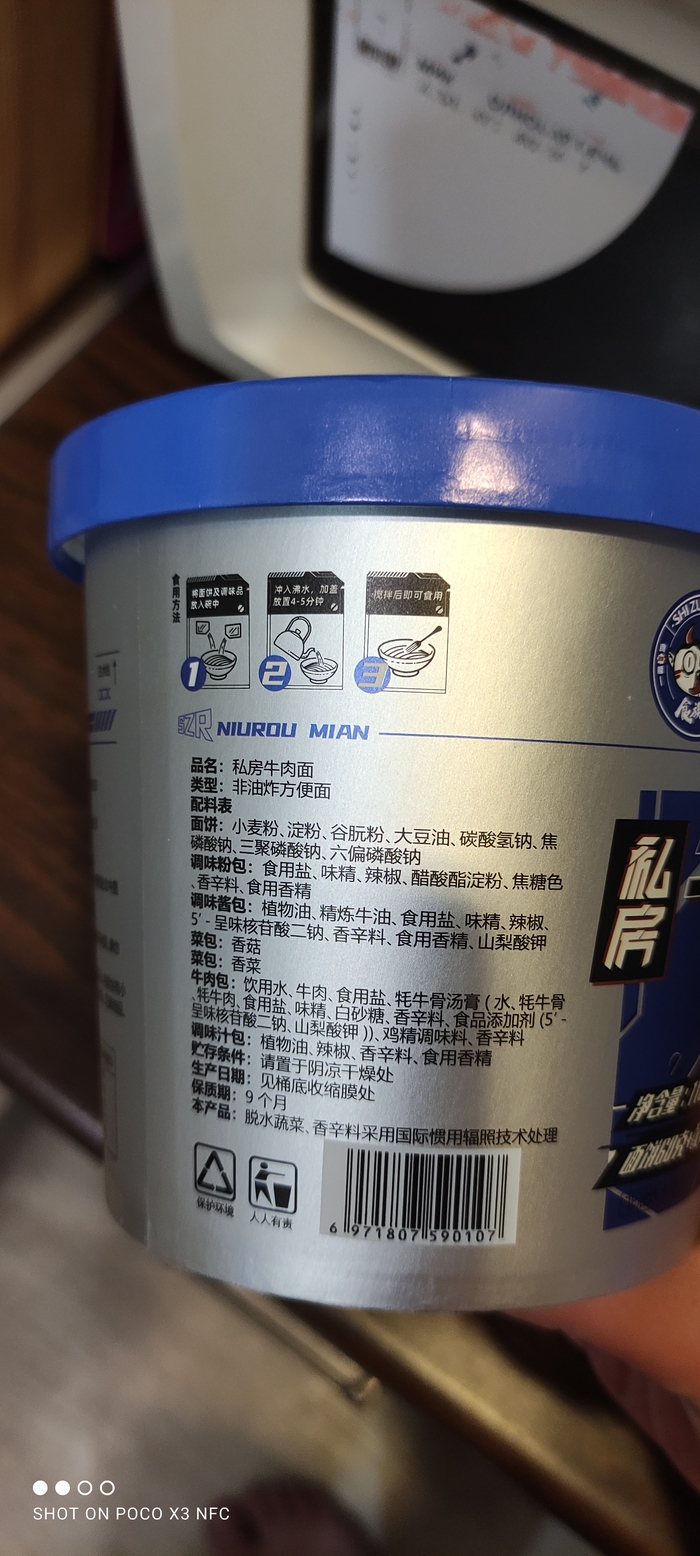 食用方法
将面饼及调味品
放入碗中
冲入沸水，加盖
放置4-5分钟
搅拌后即可食用
1
2
3
SZR NIUROU MIAN
品名：私房牛肉面
类型：非油炸方便面
配料表
面饼：小麦粉、淀粉、谷朊粉、大豆油、碳酸氢钠、焦
磷酸钠、三聚磷酸钠、六偏磷酸钠
调味粉包：食用盐、味精、辣椒、醋酸酯淀粉、焦糖色
、香辛料、食用香精
调味酱包：植物油、精炼牛油、食用盐、味精、辣椒、
5′-呈味核苷酸二钠、香辛料、食用香精、山梨酸钾
菜包：香菇
菜包：香菜
牛肉包：饮用水、牛肉、食用盐、牦牛骨汤膏（水、牦牛骨
、牦牛肉、食用盐、味精、白砂糖、香辛料、食品添加剂（5′-
呈味核苷酸二钠、山梨酸钾））、鸡精调味料、香辛料
调味汁包：植物油、辣椒、香辛料、食用香精
贮存条件：请置于阴凉干燥处
生产日期：见桶底收缩膜处
保质期：9个月
本产品：脱水蔬菜、香辛料采用国际惯用辐照技术处理
保护环境
人人有责
6 971807 590107
SHI ZU
私房
净含量：
面饼60克
SHOT ON POCO X3 NFC